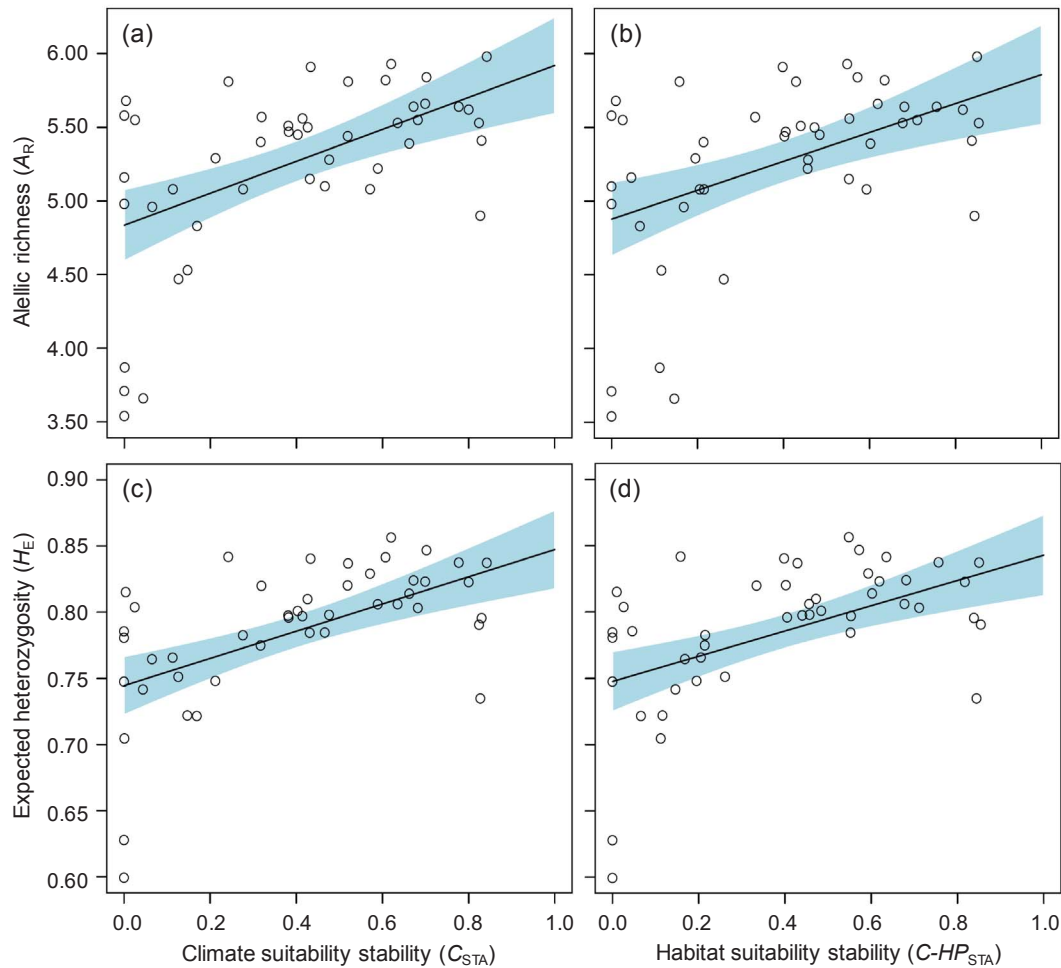 (a)
(b)
6.00
5.50
5.00
4.50
4.00
3.50
Alellic richness (AR)
(c)
(d)
0.90
0.85
0.80
0.75
0.70
0.65
0.60
Expected heterozygosity (HE)
0.0 0.2 0.4 0.6 0.8 1.0
0.0 0.2 0.4 0.6 0.8 1.0
Climate suitability stability (CSTA)
Habitat suitability stability (C-HPSTA)